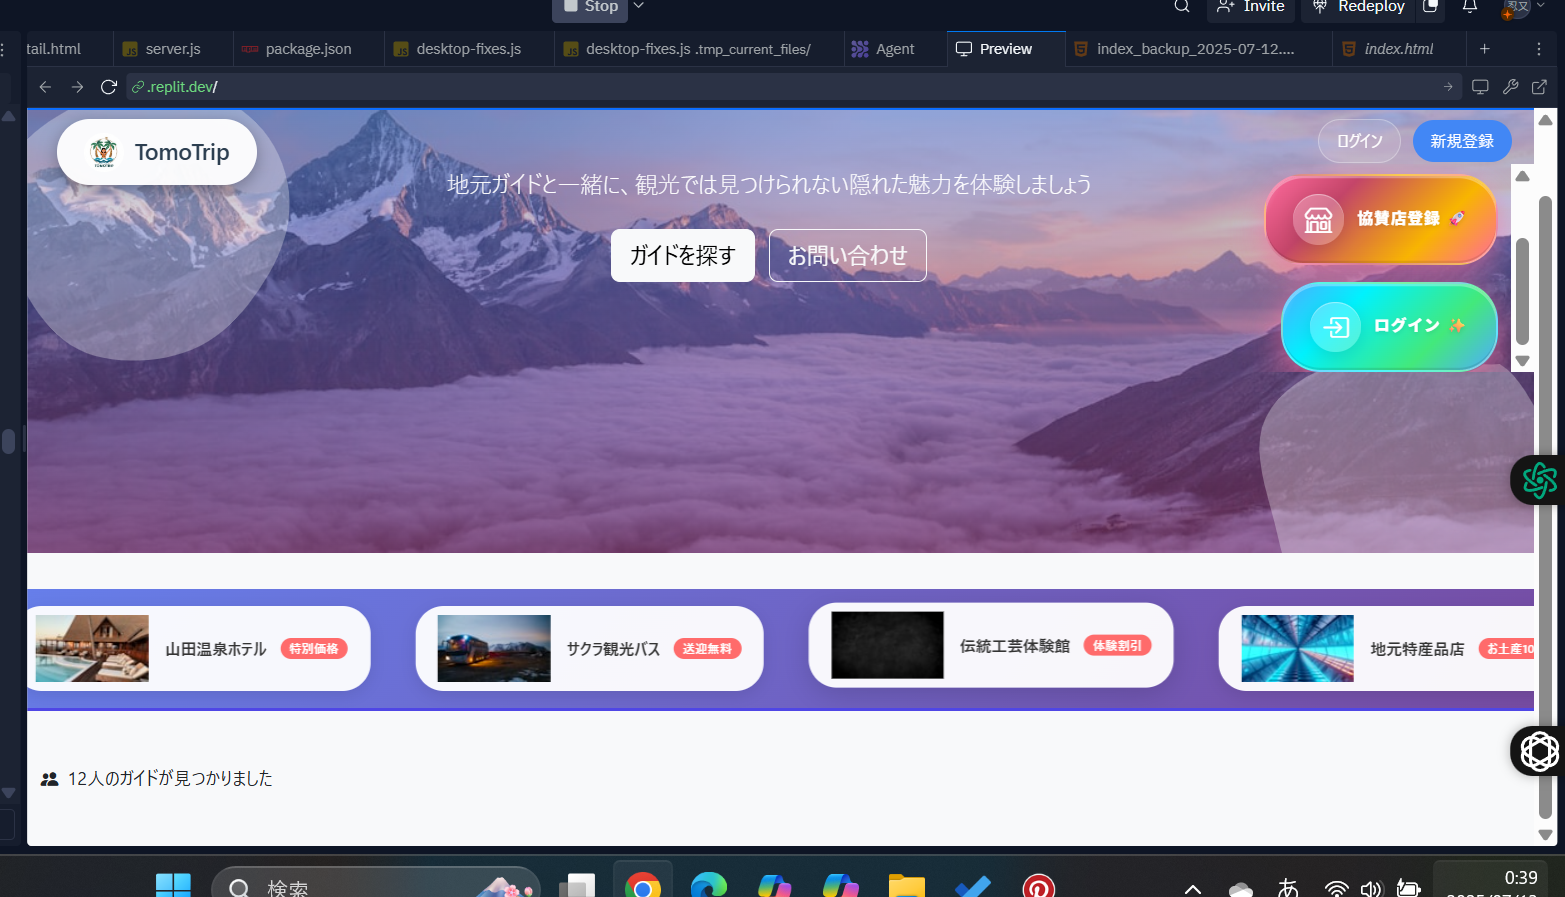 Stop
Invite
Redeploy
tail.html
server.js
package.json
desktop-fixes.js
desktop-fixes.js .tmp_current_files/
Agent
Preview
index_backup_2025-07-12....
index.html
.replit.dev/
TomoTrip
ログイン
新規登録
地元ガイドと一緒に、観光では見つけられない隠れた魅力を体験しましょう
ガイドを探す
お問い合わせ
協賛店登録 🚀
ログイン ✨
山田温泉ホテル
特別価格
サクラ観光バス
送迎無料
伝統工芸体験館
体験割引
地元特産品店
お土産10
12人のガイドが見つかりました
検索
あ
0:39